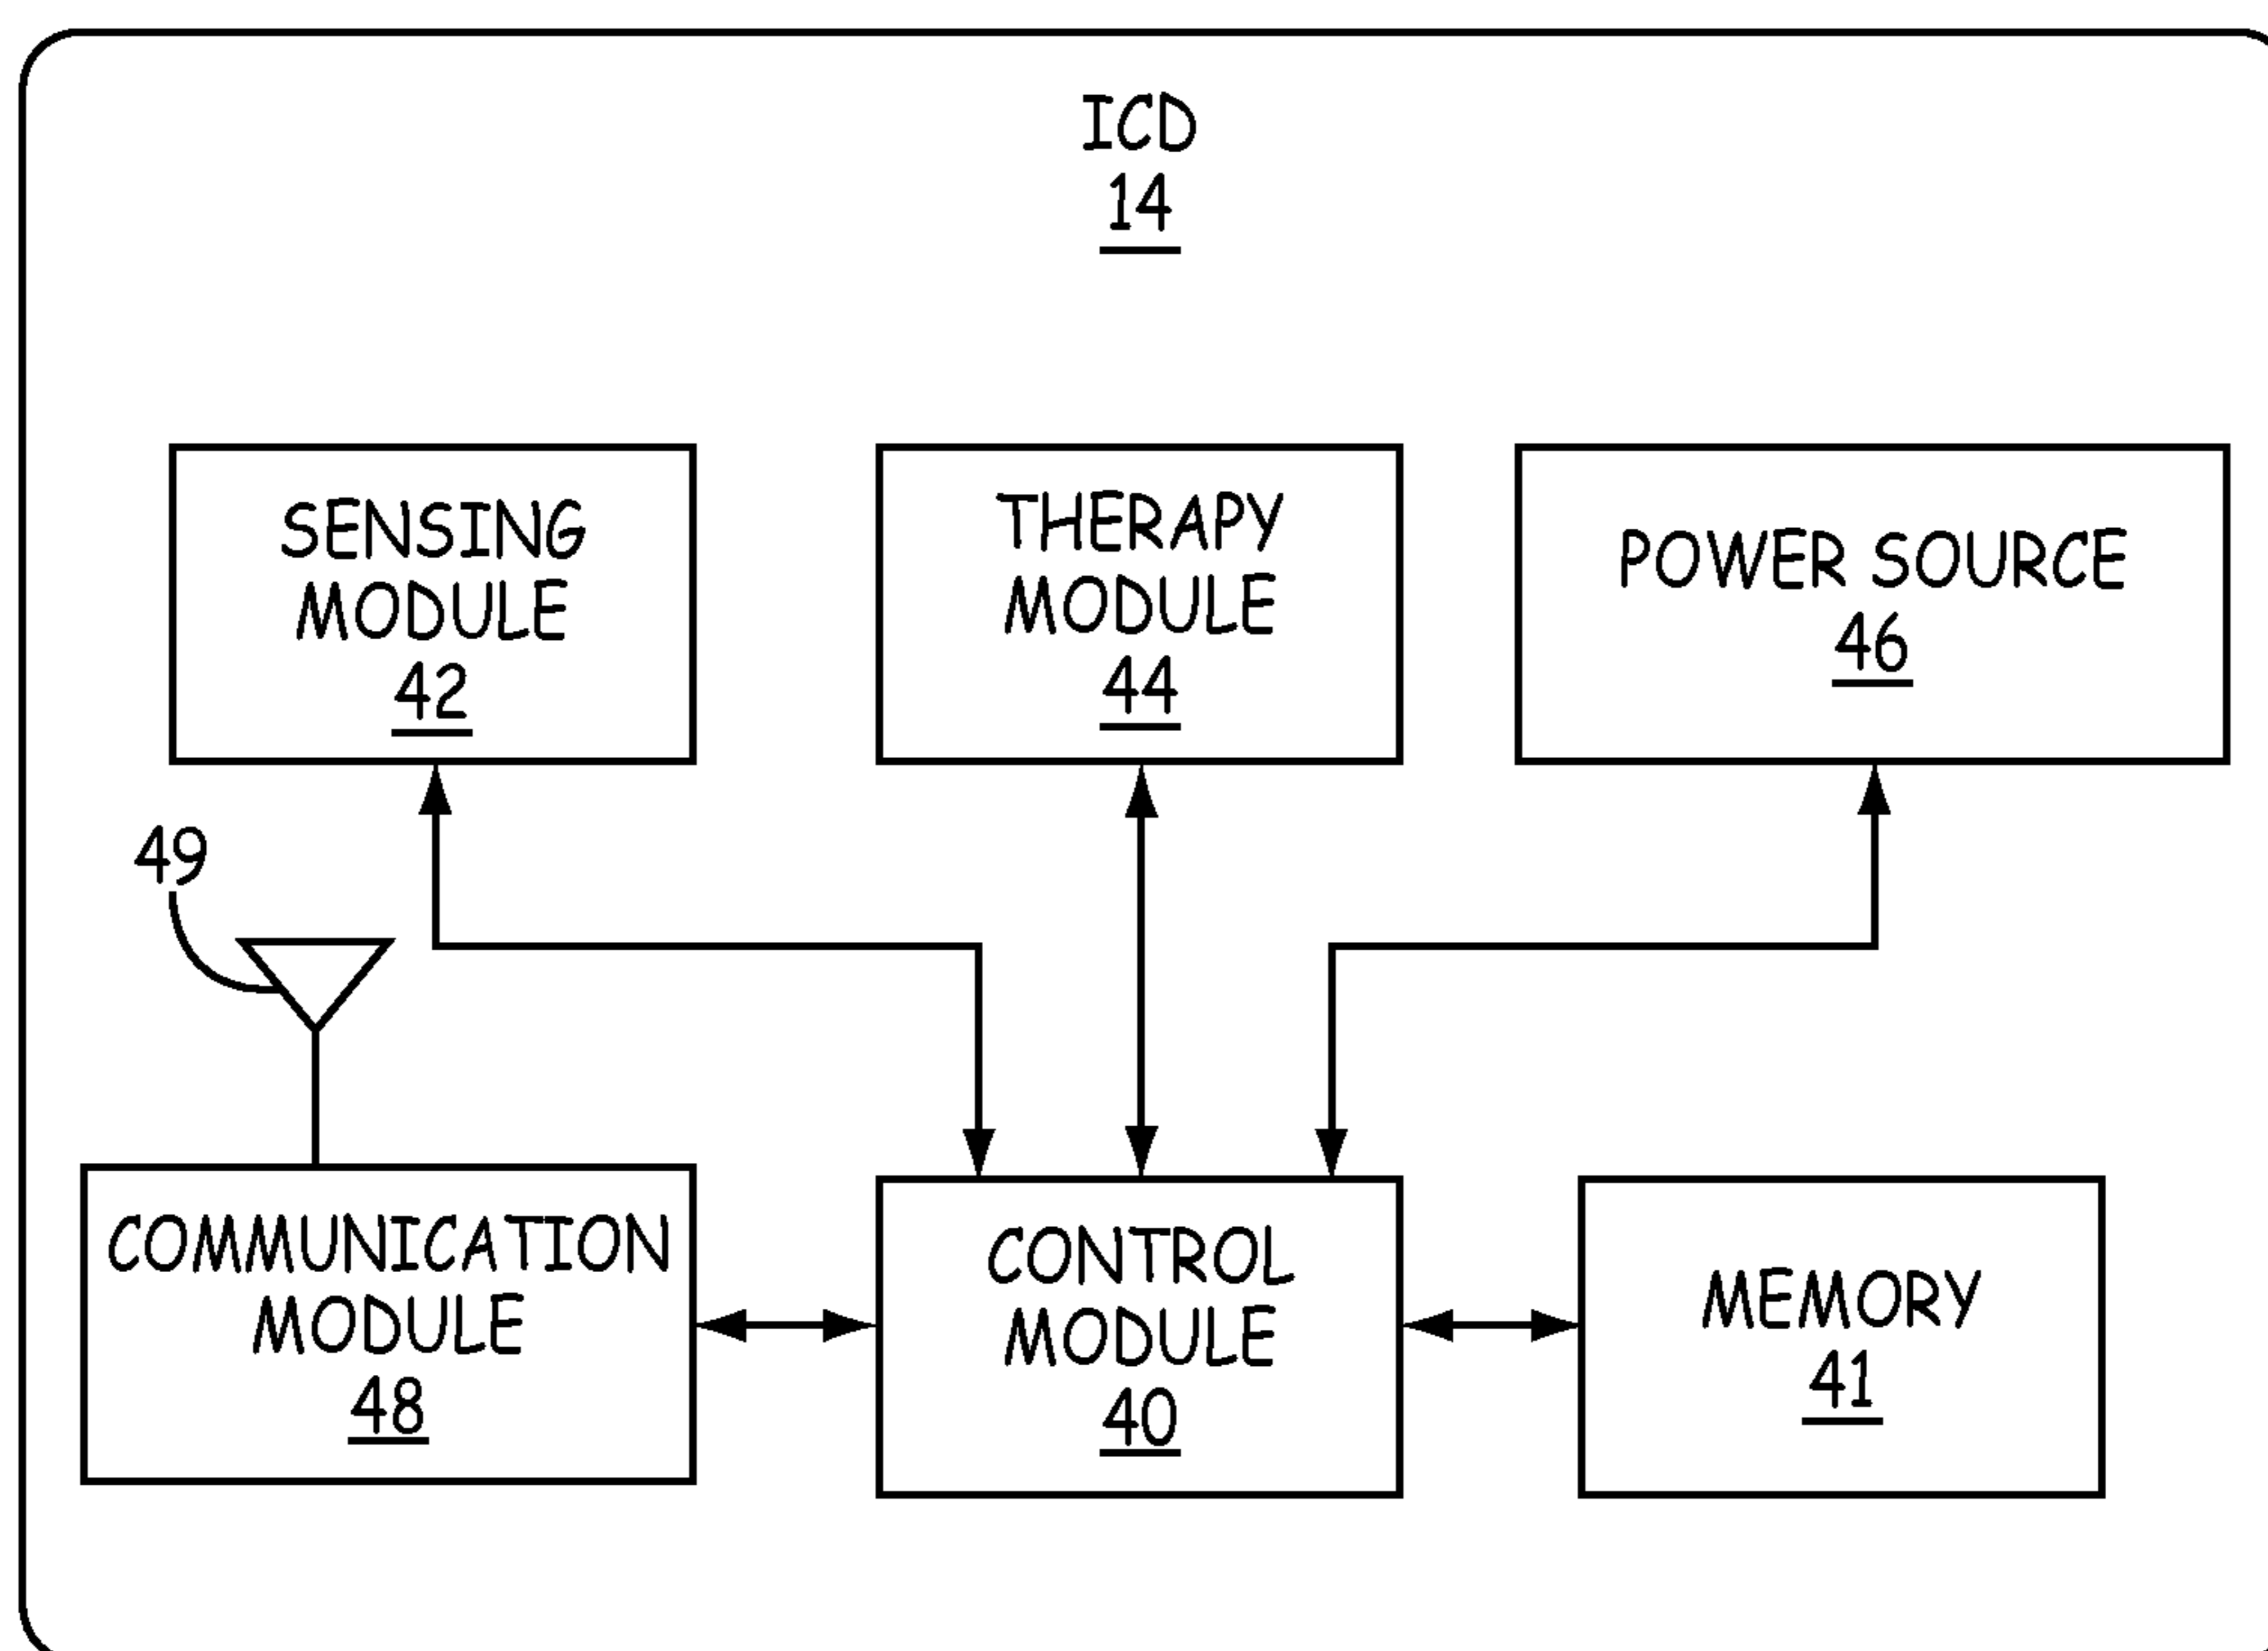 ICD
14
SENSING
MODULE
42
THERAPY
MODULE
44
POWER SOURCE
46
49
COMMUNICATION
MODULE
48
CONTROL
MODULE
40
MEMORY
41